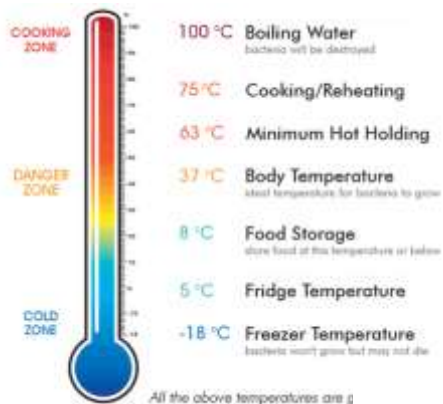 COOKING
ZONE
DANGER
ZONE
COLD
ZONE
100 °C Boiling Water
bacteria will be destroyed
75 °C Cooking/Reheating
63 °C Minimum Hot Holding
37 °C Body Temperature
ideal temperature for bacteria to grow
8 °C Food Storage
store food at this temperature or below
5 °C Fridge Temperature
-18 °C Freezer Temperature
bacteria won't grow but may not die
All the above temperatures are